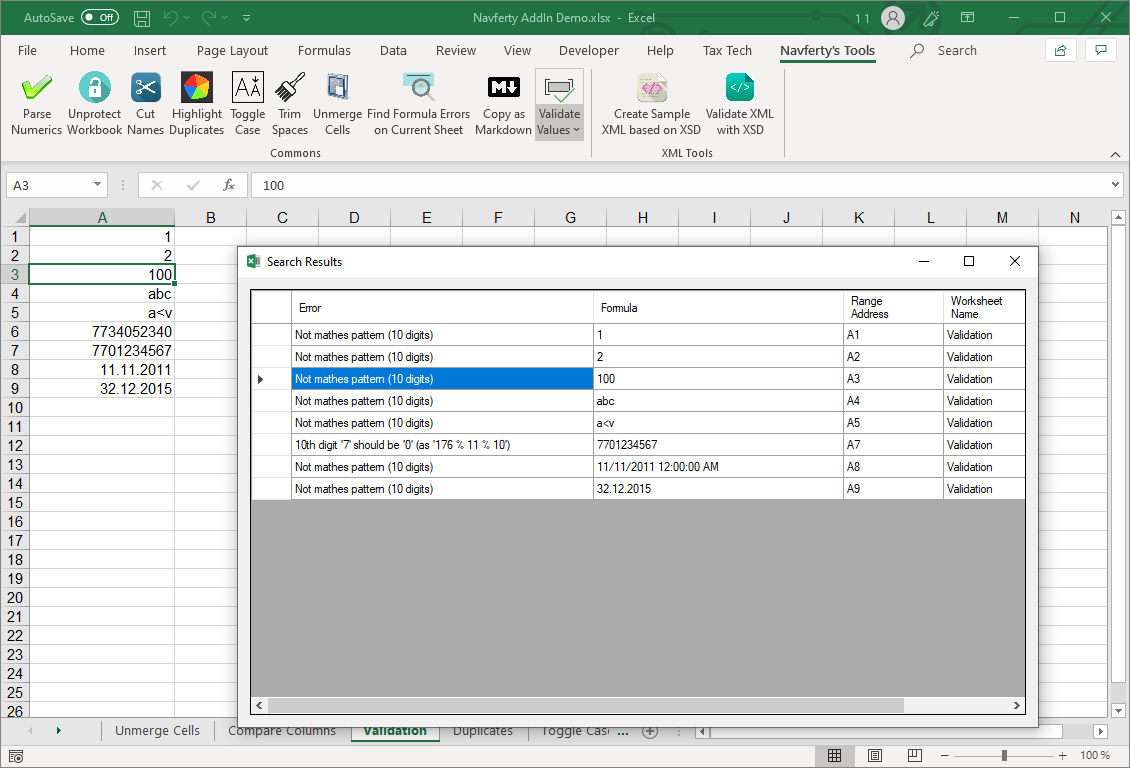 AutoSave Off Navferty AddIn Demo.xlsx - Excel 1 1
File Home Insert Page Layout Formulas Data Review View Developer Help Tax Tech Navferty's Tools Search
Parse Numerics
Unprotect Workbook
Cut Names
Highlight Duplicates
Toggle Case
Trim Spaces
Unmerge Cells
Find Formula Errors on Current Sheet
Copy as Markdown
Validate Values
Create Sample XML based on XSD
Validate XML with XSD
Commons XML Tools
A3 fx 100
A B C D E F G H I J K L M N
1 1
2 2
3 100
4 abc
5 a<v
6 7734052340
7 7701234567
8 11.11.2011
9 32.12.2015
10
11
12
13
14
15
16
17
18
19
20
21
22
23
24
25
26
Search Results
Error Formula Range Address Worksheet Name
Not mathes pattern (10 digits) 1 A1 Validation
Not mathes pattern (10 digits) 2 A2 Validation
Not mathes pattern (10 digits) 100 A3 Validation
Not mathes pattern (10 digits) abc A4 Validation
Not mathes pattern (10 digits) a<v A5 Validation
10th digit '7' should be '0' (as '176 % 11 % 10') 7701234567 A7 Validation
Not mathes pattern (10 digits) 11/11/2011 12:00:00 AM A8 Validation
Not mathes pattern (10 digits) 32.12.2015 A9 Validation
Unmerge Cells Compare Columns Validation Duplicates Toggle Case ...
100 %